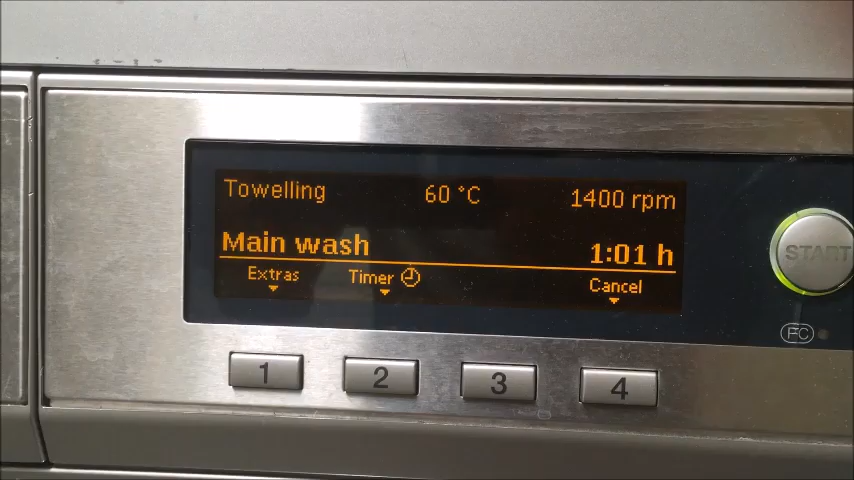 Towelling 60 °C 1400 rpm
Main wash 1:01 h
Extras Timer Cancel
START
FC
1 2 3 4